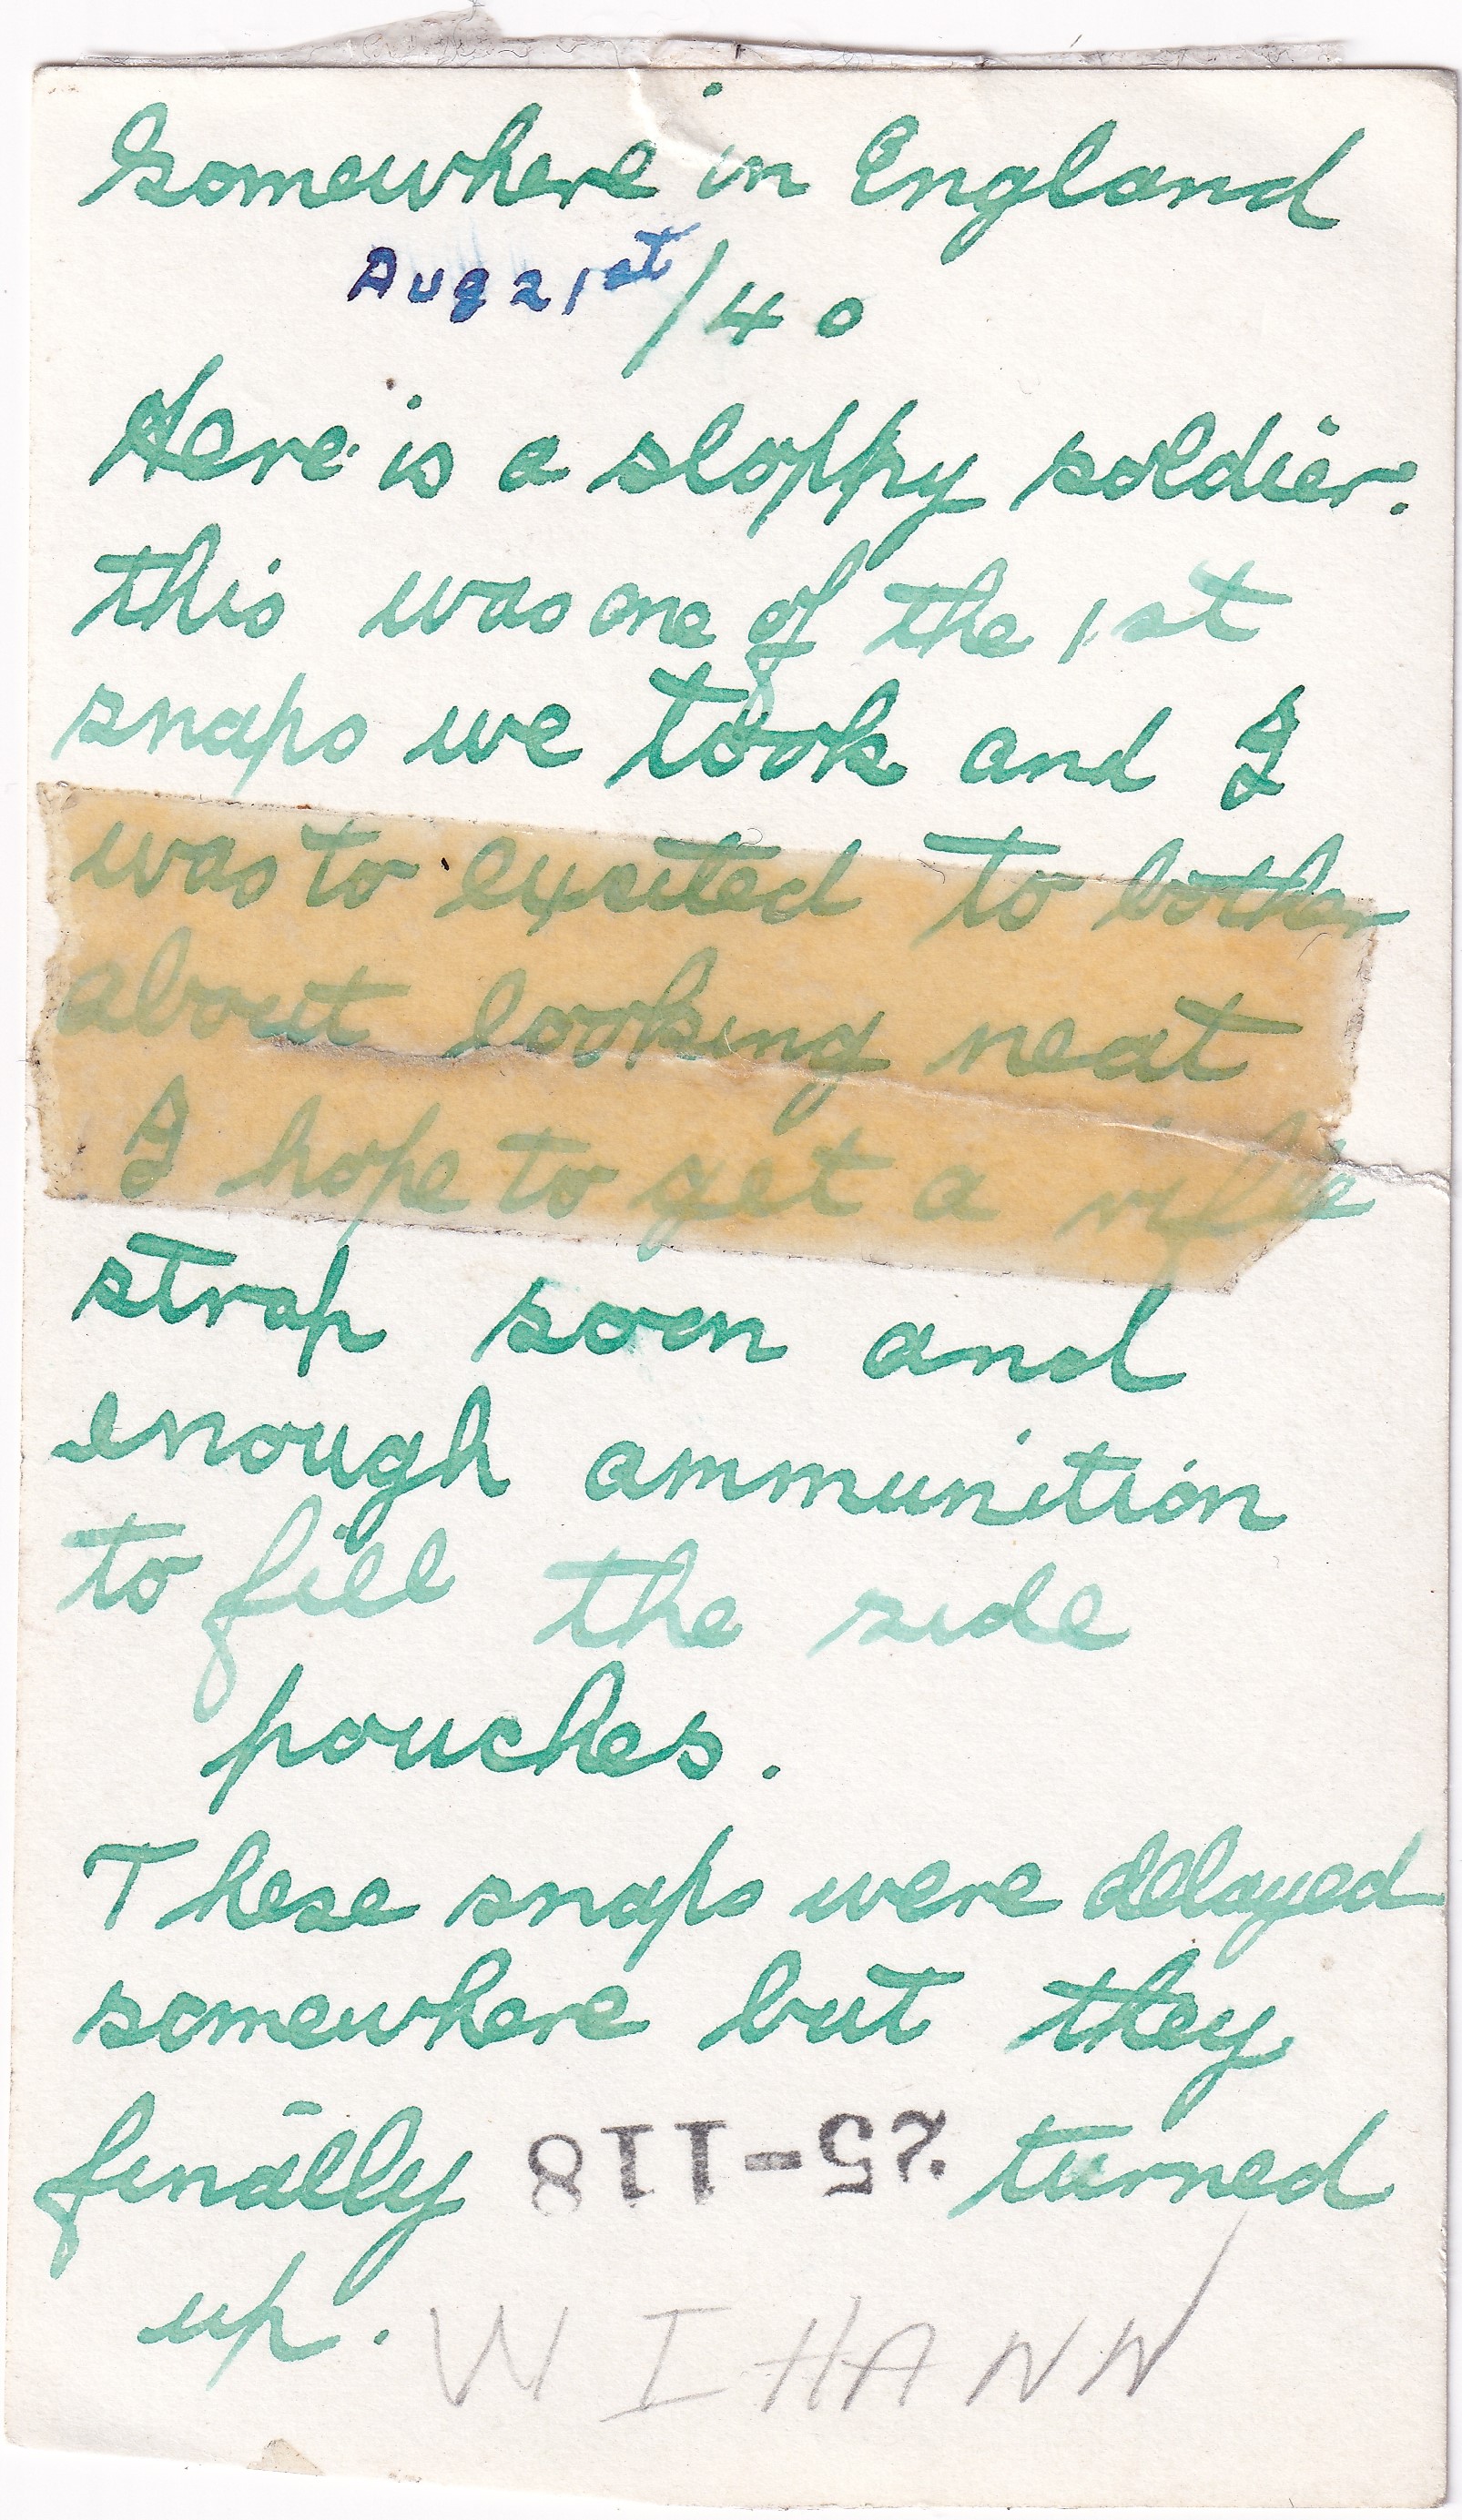 Somewhere in England
Aug 21st/40
Here is a sloppy soldier.
this was one of the 1st
snaps we took and I
was to exited to bother
about looking neat
I hope to get a rifle
strap soon and
enough ammunition
to fill the side
pouches.
These snaps were delayed
somewhere but they
finally 25-118 turned
up. W I HANN